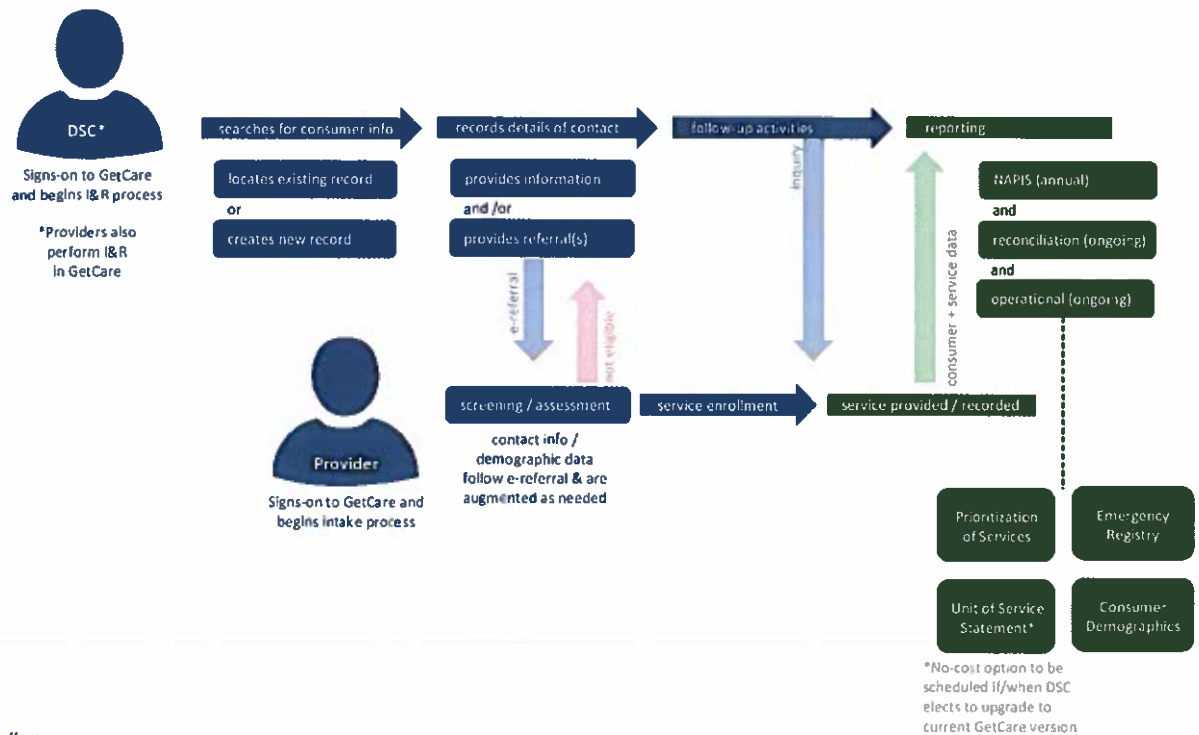 DSC*
Signs-on to GetCare
and begins I&R process
*Providers also
perform I&R
in GetCare
searches for consumer info
locates existing record
or
creates new record
records details of contact
provides information
and /or
provides referral(s)
follow-up activities
reporting
NAPIS (annual)
and
reconciliation (ongoing)
and
operational (ongoing)
e-referral
not eligible
inquiry
consumer + service data
Provider
Signs-on to GetCare and
begins intake process
screening / assessment
contact info /
demographic data
follow e-referral & are
augmented as needed
service enrollment
service provided / recorded
Prioritization
of Services
Emergency
Registry
Unit of Service
Statement*
Consumer
Demographics
*No-cost option to be
scheduled if/when DSC
elects to upgrade to
current GetCare version